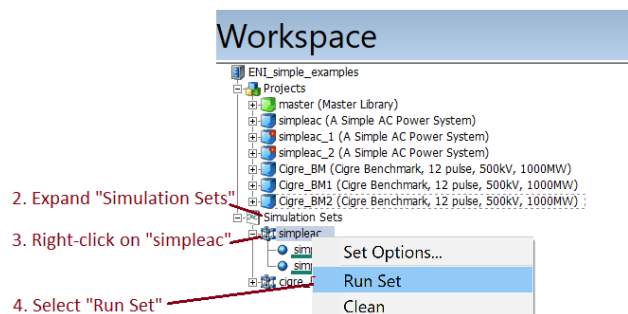 Workspace
ENI_simple_examples
Projects
master (Master Library)
simpleac (A Simple AC Power System)
simpleac_1 (A Simple AC Power System)
simpleac_2 (A Simple AC Power System)
Cigre_BM (Cigre Benchmark, 12 pulse, 500kV, 1000MW)
Cigre_BM1 (Cigre Benchmark, 12 pulse, 500kV, 1000MW)
Cigre_BM2 (Cigre Benchmark, 12 pulse, 500kV, 1000MW)
2. Expand "Simulation Sets"
Simulation Sets
3. Right-click on "simpleac"
simpleac
Set Options...
Run Set
4. Select "Run Set"
Clean